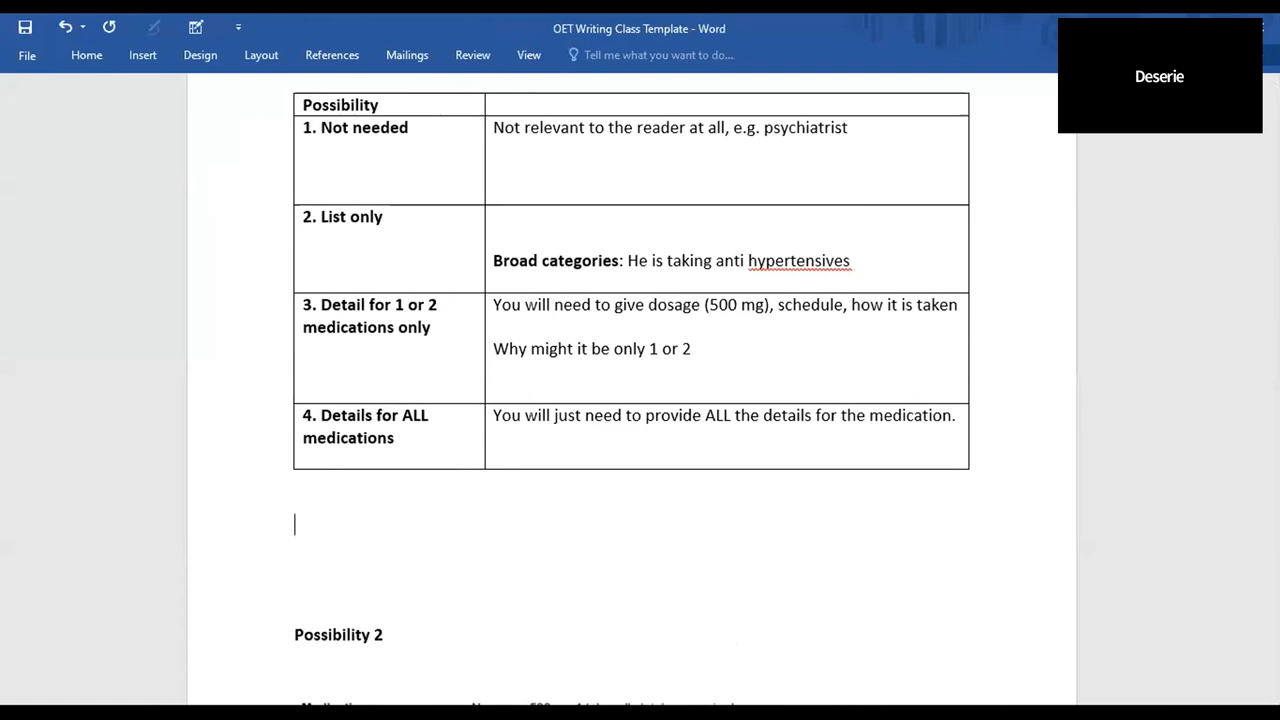 OET Writing Class Template - Word
File Home Insert Design Layout References Mailings Review View Tell me what you want to do...
Deserie
Possibility
1. Not needed
Not relevant to the reader at all, e.g. psychiatrist
2. List only
Broad categories: He is taking anti hypertensives
3. Detail for 1 or 2
medications only
You will need to give dosage (500 mg), schedule, how it is taken
Why might it be only 1 or 2
4. Details for ALL
medications
You will just need to provide ALL the details for the medication.
Possibility 2